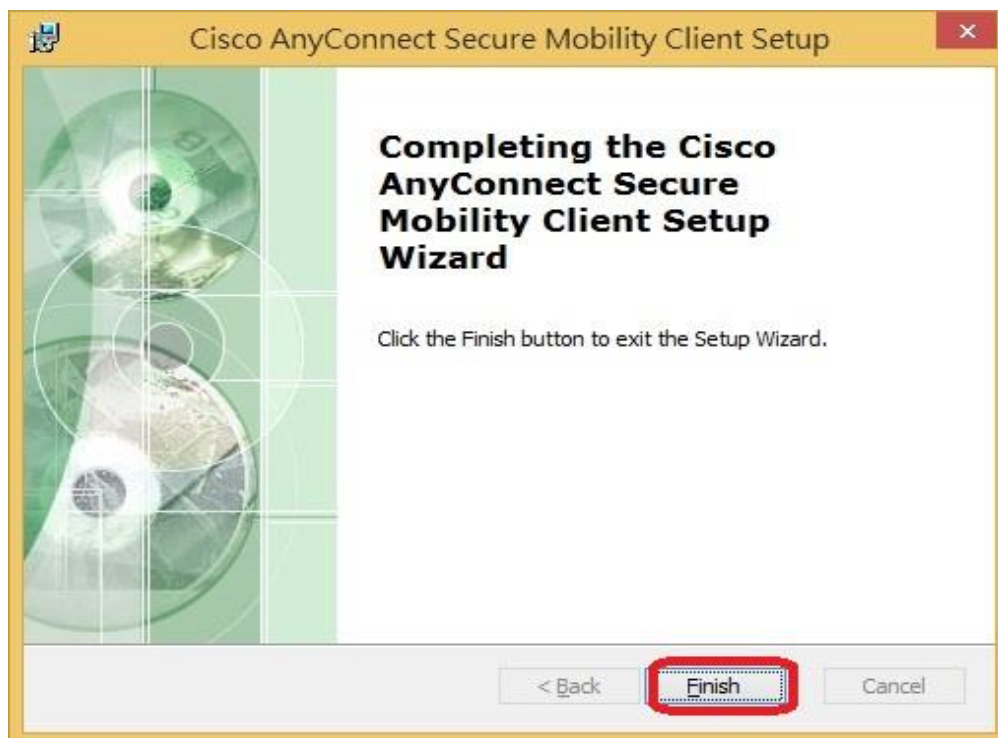 Cisco AnyConnect Secure Mobility Client Setup
Completing the Cisco
AnyConnect Secure
Mobility Client Setup
Wizard
Click the Finish button to exit the Setup Wizard.
< Back Finish Cancel